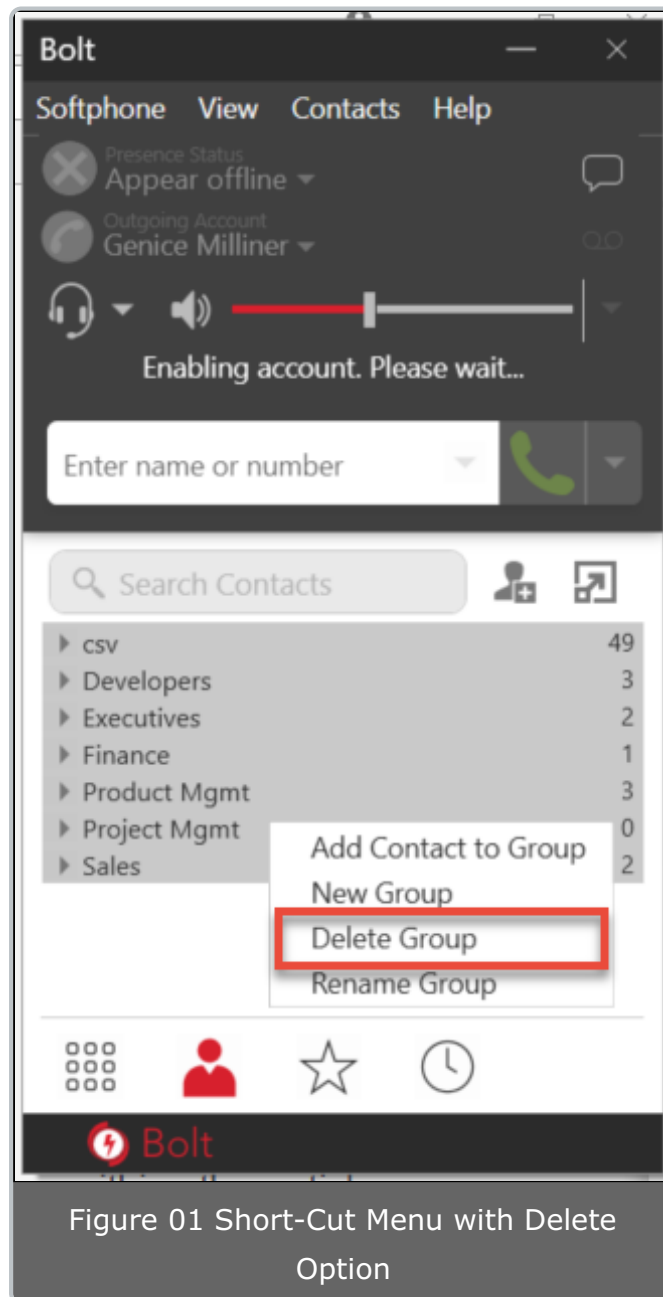 Bolt
Softphone View Contacts Help
Presence Status
Appear offline
Outgoing Account
Genice Milliner
Enabling account. Please wait...
Enter name or number
Search Contacts
csv 49
Developers 3
Executives 2
Finance 1
Product Mgmt 3
Project Mgmt 0
Sales 2
Add Contact to Group
New Group
Delete Group
Rename Group
Bolt
Figure 01 Short-Cut Menu with Delete
Option